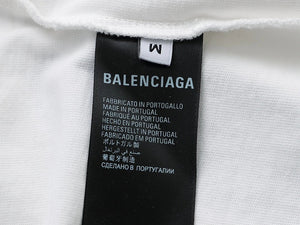 M
BALENCIAGA
FABBRICATO IN PORTOGALLO
MADE IN PORTUGAL
FABRIQUÉ AU PORTUGAL
HECHO EN PORTUGAL
HERGESTELLT IN PORTUGAL
FABRICADO EM PORTUGAL
ポルトガル製
صنع في البرتغال
葡萄牙制造
СДЕЛАНО В ПОРТУГАЛИИ